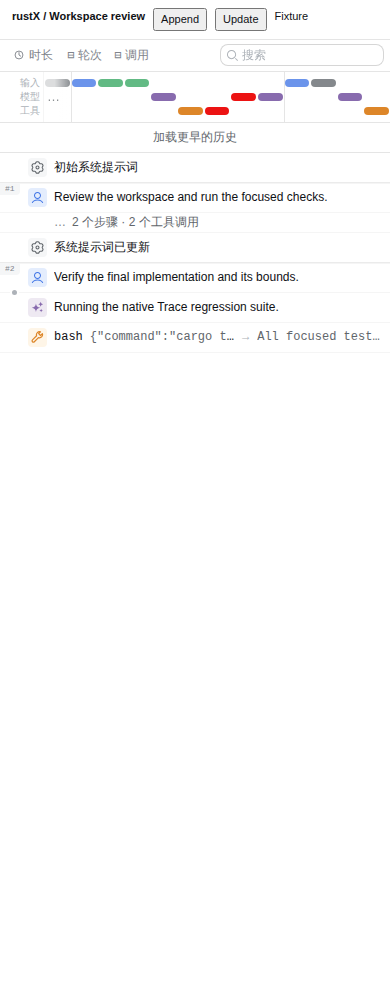 rustX / Workspace review Append Update Fixture
时长 轮次 调用 搜索
输入
模型 ...
工具
加载更早的历史
初始系统提示词
#1 Review the workspace and run the focused checks.
… 2 个步骤 · 2 个工具调用
系统提示词已更新
#2 Verify the final implementation and its bounds.
Running the native Trace regression suite.
bash {"command":"cargo t… → All focused test…